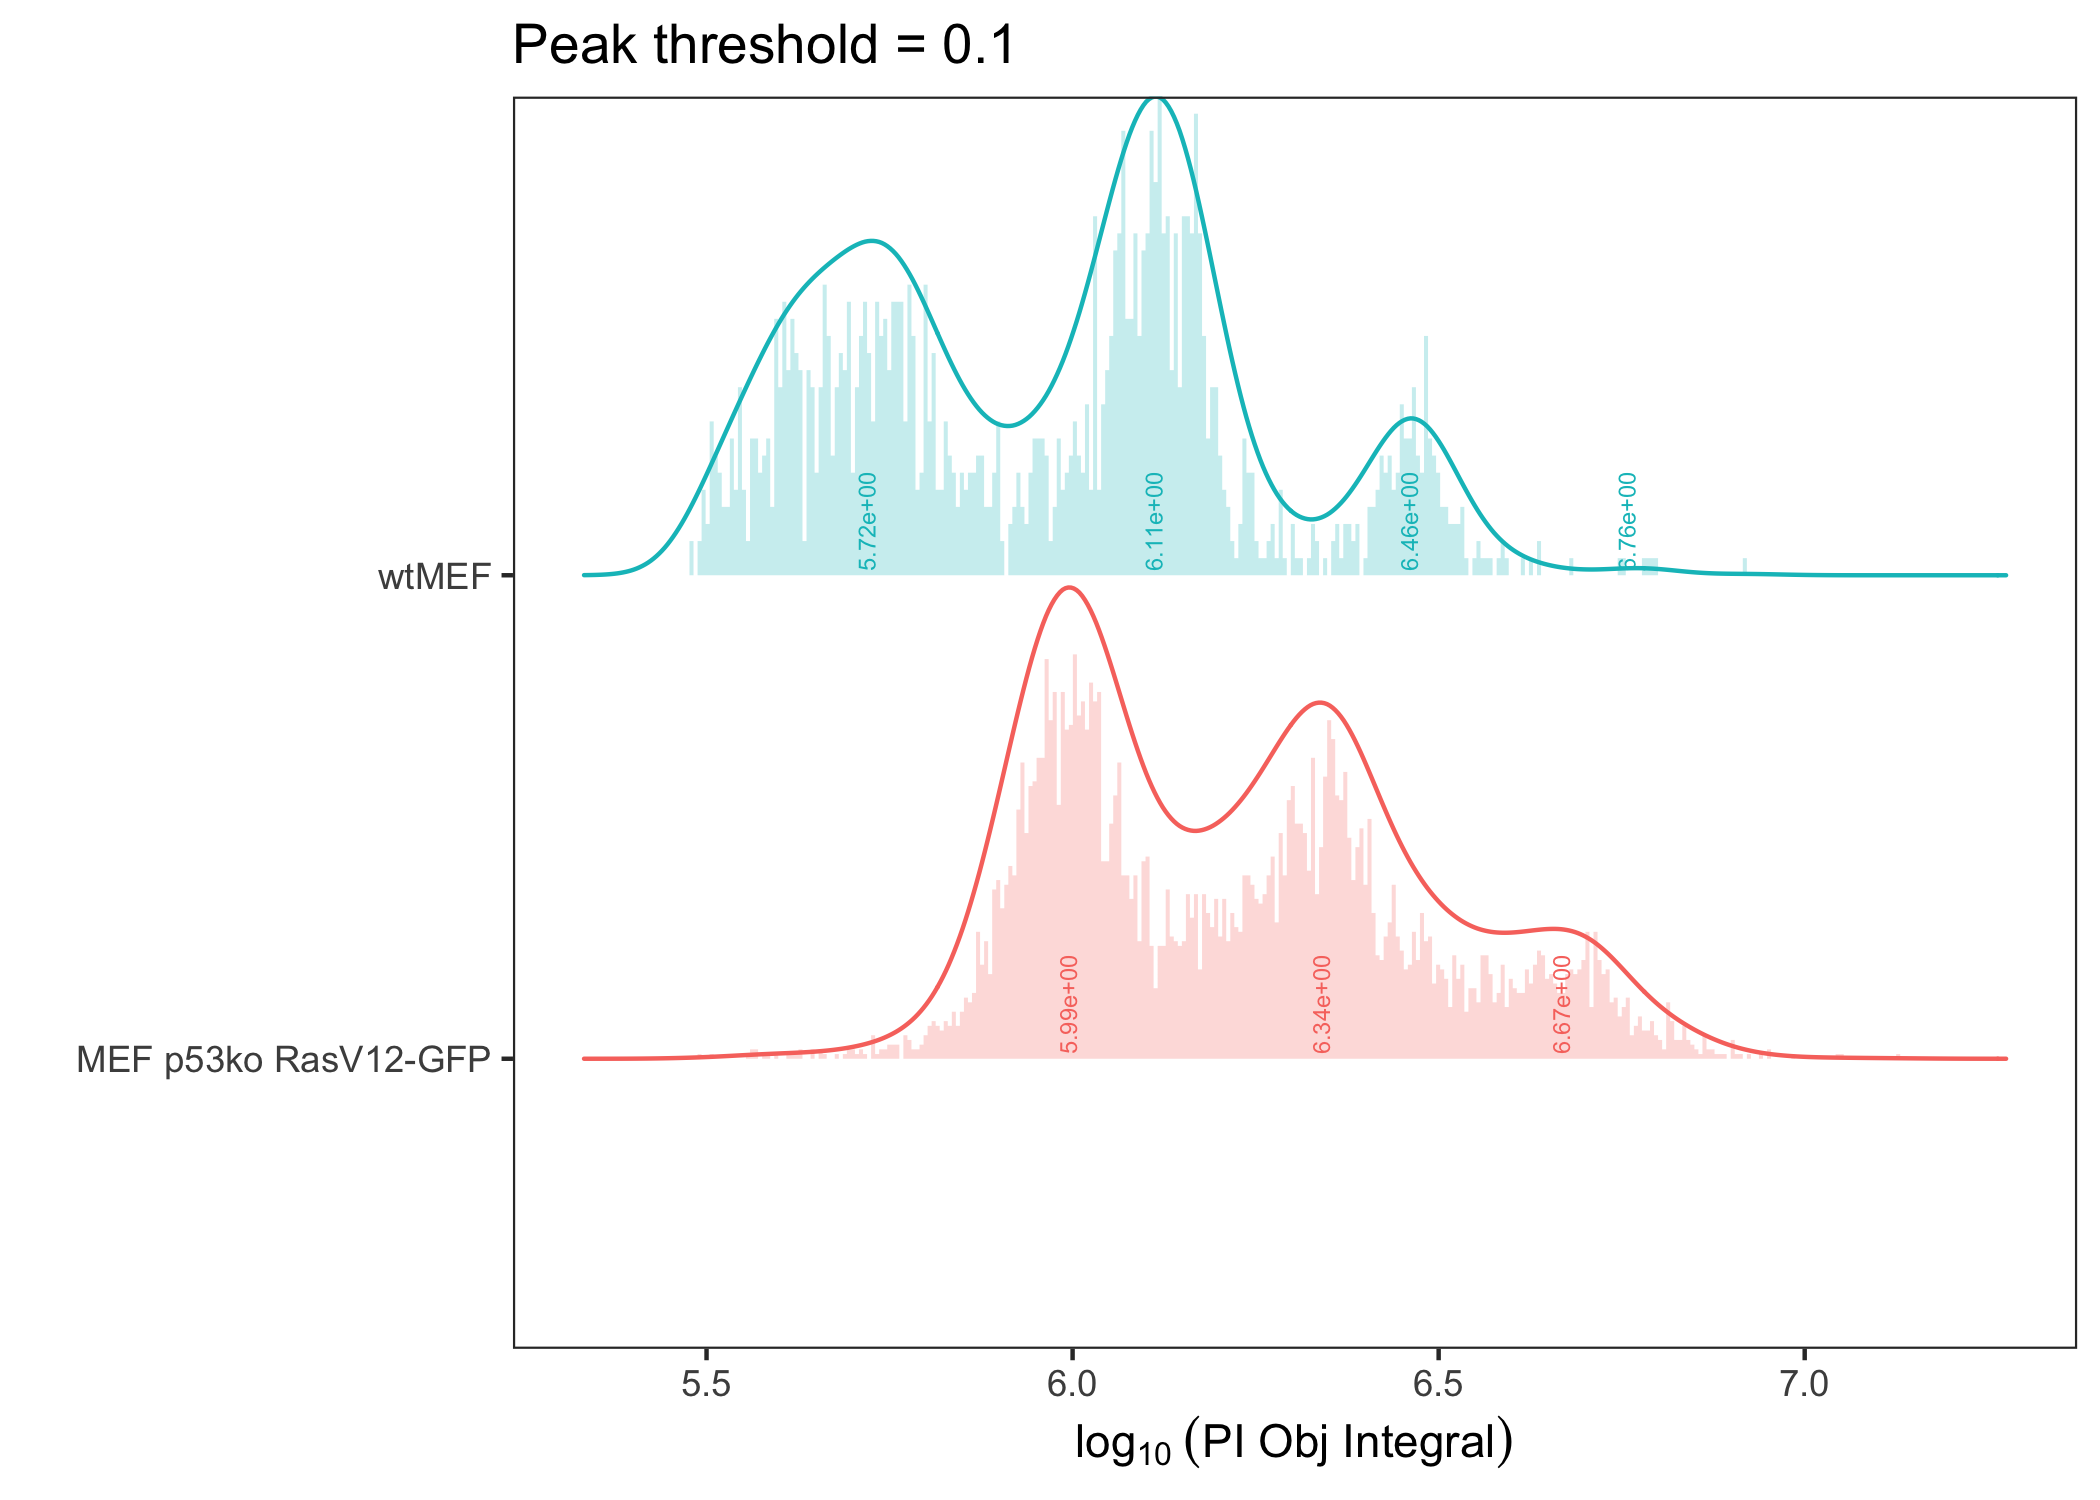 Peak threshold = 0.1
wtMEF
5.72e+00
6.11e+00
6.46e+00
6.76e+00
MEF p53ko RasV12-GFP
5.99e+00
6.34e+00
6.67e+00
5.5
6.0
6.5
7.0
log10 (PI Obj Integral)